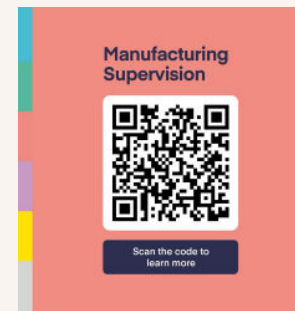 Manufacturing
Supervision
Scan the code to
learn more